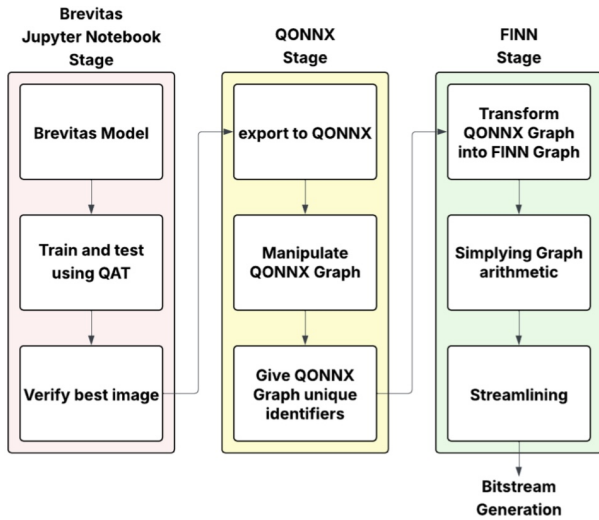 Brevitas
Jupyter Notebook
Stage
Brevitas Model
Train and test
using QAT
Verify best image
QONNX
Stage
export to QONNX
Manipulate
QONNX Graph
Give QONNX
Graph unique
identifiers
FINN
Stage
Transform
QONNX Graph
into FINN Graph
Simplying Graph
arithmetic
Streamlining
Bitstream
Generation